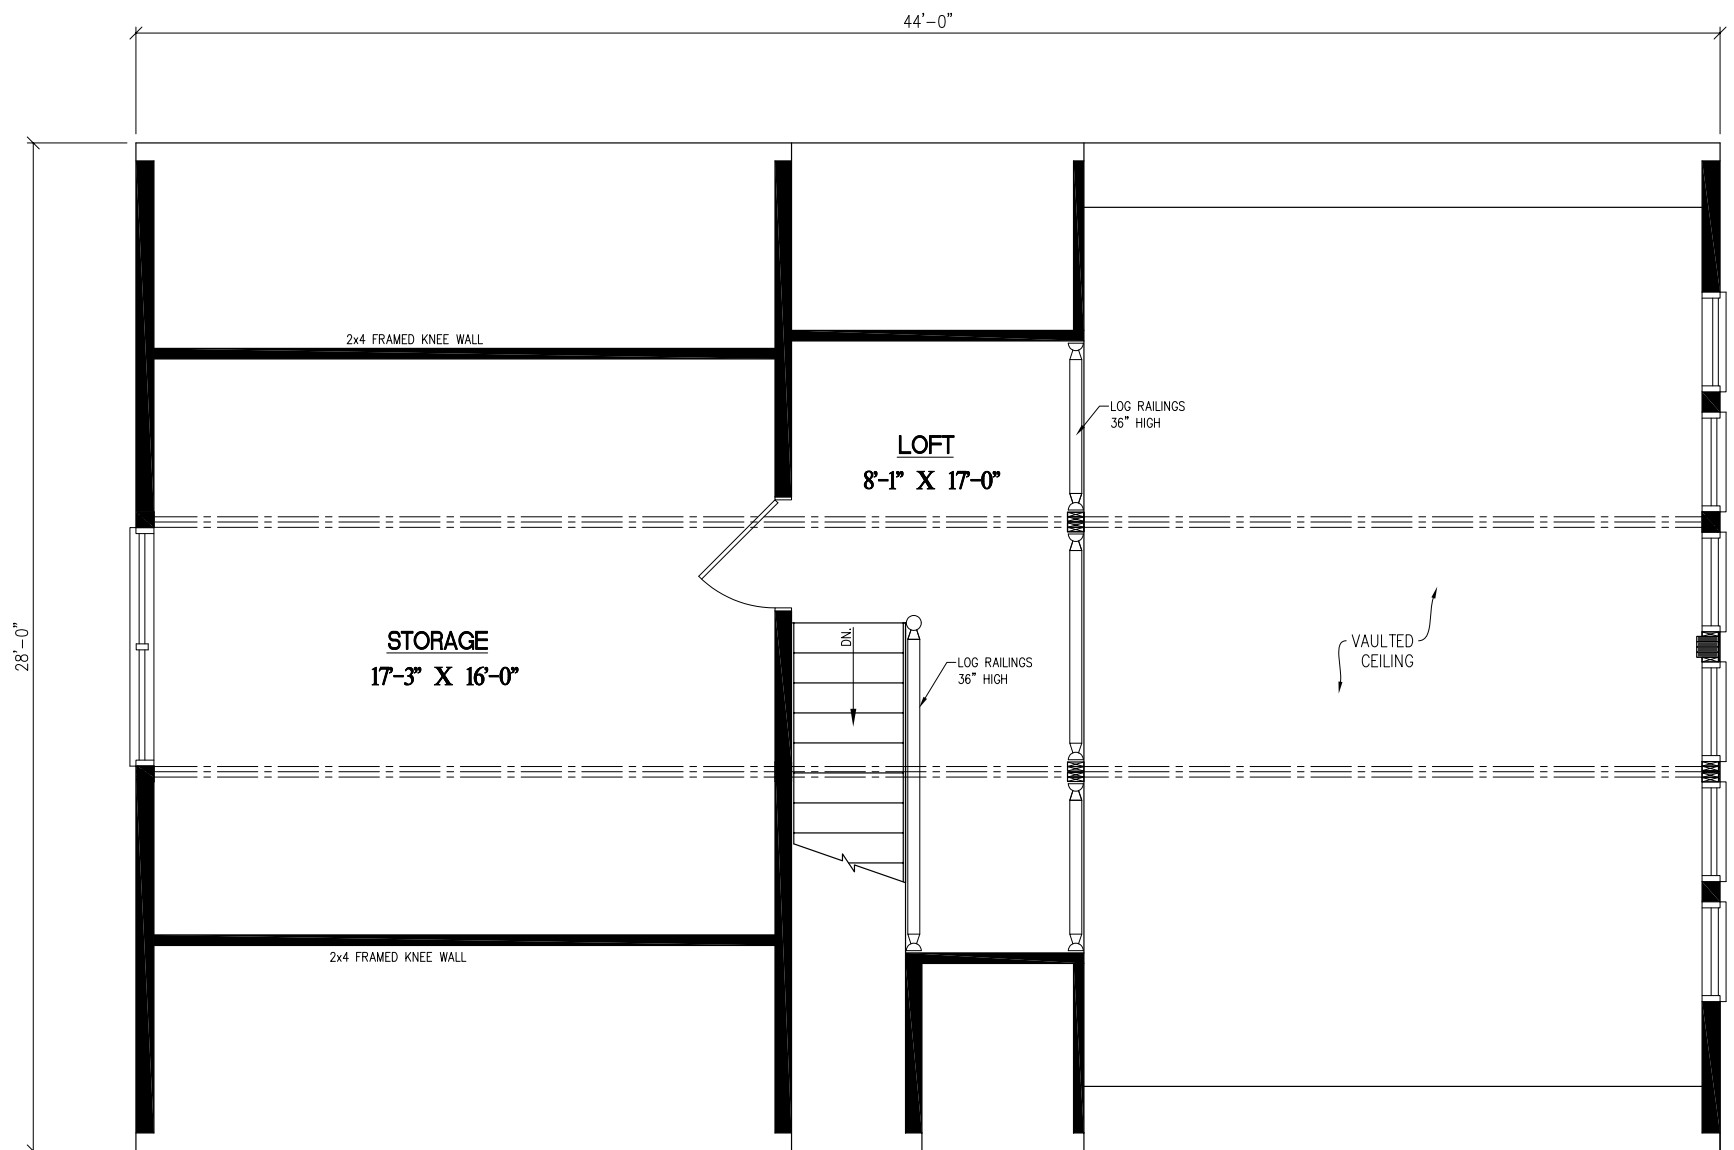 44'-0"
2x4 FRAMED KNEE WALL
LOG RAILINGS
36" HIGH
LOFT
8'-1" X 17'-0"
28'-0"
STORAGE
17'-3" X 16'-0"
DN.
LOG RAILINGS
36" HIGH
VAULTED
CEILING
2x4 FRAMED KNEE WALL